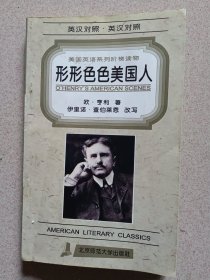 英汉对照·英汉对照
美国英语系列阶梯读物
形形色色美国人
O'HENRY'S AMERICAN SCENES
欧·亨利 著
伊里诺·查伯莱恩 改写
AMERICAN LITERARY CLASSICS
北京师范大学出版社